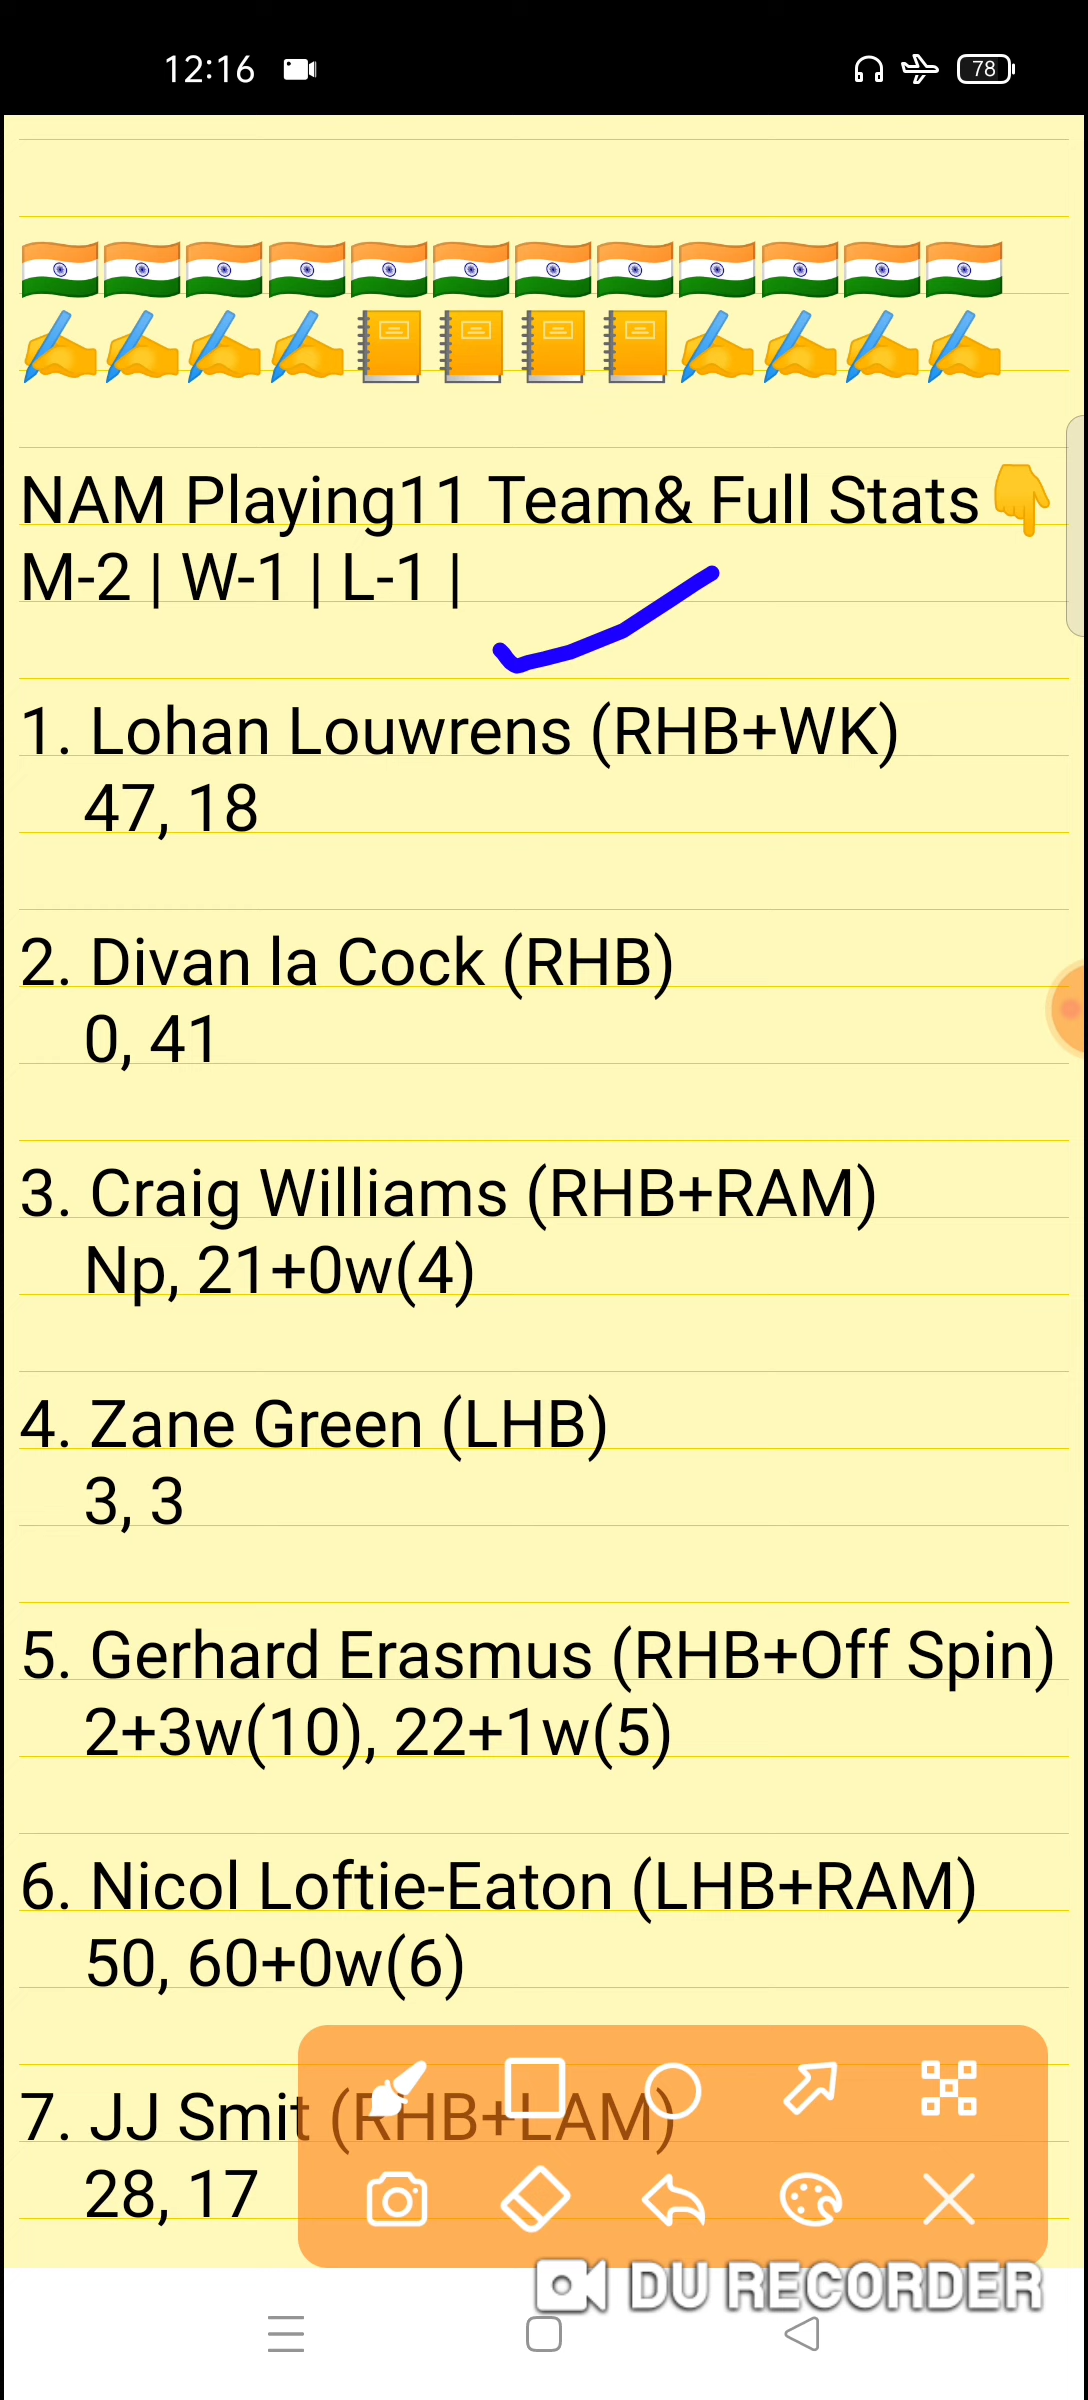 12:16
78
NAM Playing11 Team& Full Stats👇
M-2 | W-1 | L-1 |
1. Lohan Louwrens (RHB+WK)
47, 18
2. Divan la Cock (RHB)
0, 41
3. Craig Williams (RHB+RAM)
Np, 21+0w(4)
4. Zane Green (LHB)
3, 3
5. Gerhard Erasmus (RHB+Off Spin)
2+3w(10), 22+1w(5)
6. Nicol Loftie-Eaton (LHB+RAM)
50, 60+0w(6)
7. JJ Smit (RHB+LAM)
28, 17
DU RECORDER